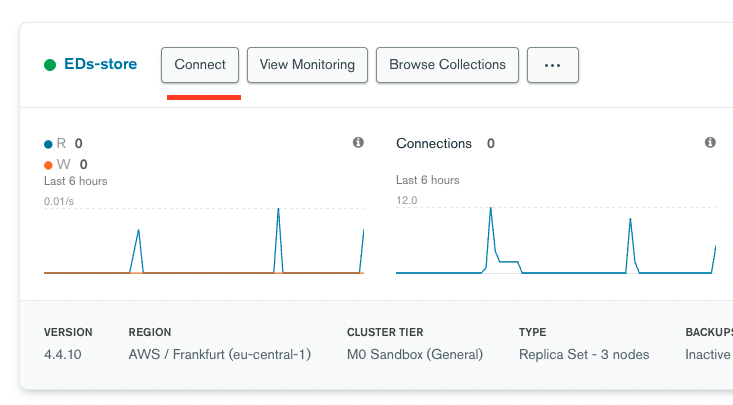 EDs-store Connect View Monitoring Browse Collections ...
R 0
W 0
Last 6 hours
0.01/s
Connections 0
Last 6 hours
12.0
VERSION REGION CLUSTER TIER TYPE BACKUPS
4.4.10 AWS / Frankfurt (eu-central-1) M0 Sandbox (General) Replica Set - 3 nodes Inactive